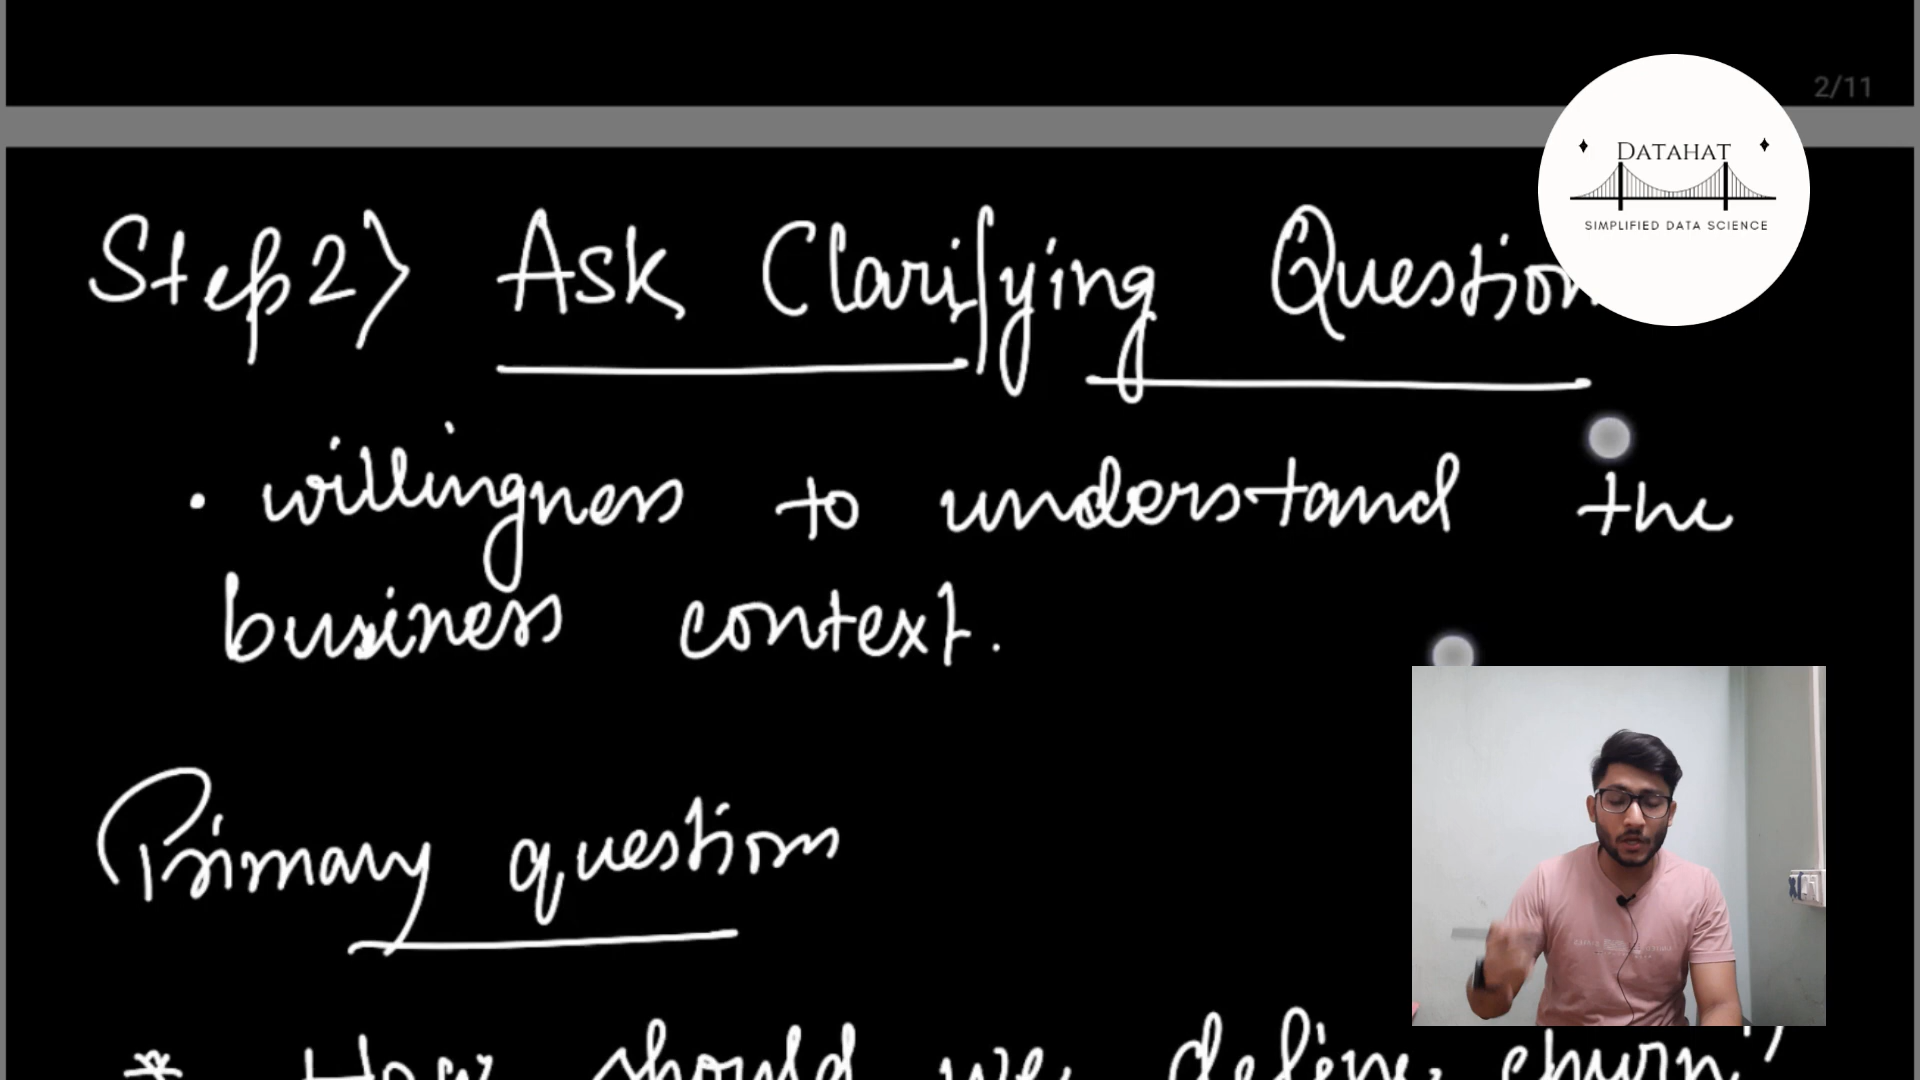 2/11
DATAHAT
SIMPLIFIED DATA SCIENCE
Step 2) Ask Clarifying Question
• willingness to understand the
business context.
Primary questions
* How should we define churn?